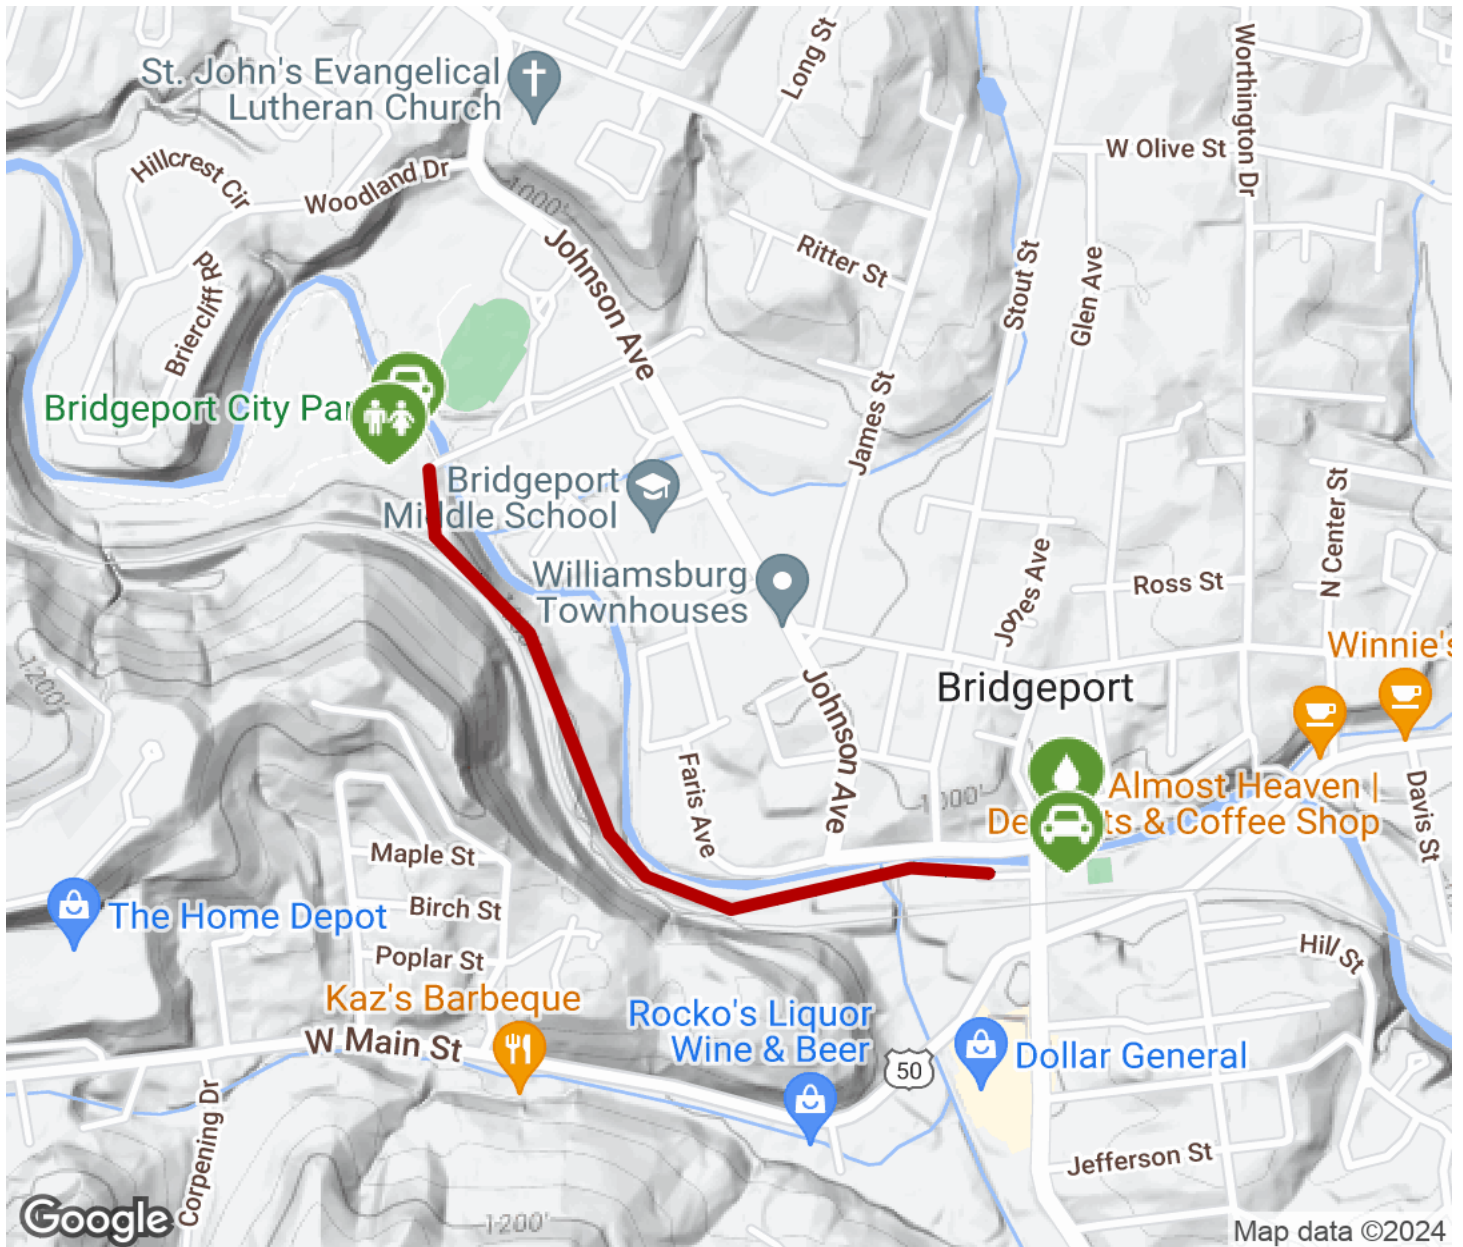 St. John's Evangelical
Lutheran Church
Long St
Worthington Dr
W Olive St
Hillcrest Cir
Woodland Dr
1000'
Johnson Ave
Ritter St
Stout St
Glen Ave
Briercliff Rd
Bridgeport City Par
James St
Bridgeport
Middle School
N Center St
Jones Ave
Ross St
Williamsburg
Townhouses
1200'
Winnie's
Bridgeport
Johnson Ave
Faris Ave
1000'
Almost Heaven |
De ts & Coffee Shop
Davis St
Maple St
Birch St
The Home Depot
Poplar St
Hill St
Kaz's Barbeque
W Main St
Rocko's Liquor
Wine & Beer
50
Dollar General
Corpening Dr
Jefferson St
1200'
Google
Map data ©2024